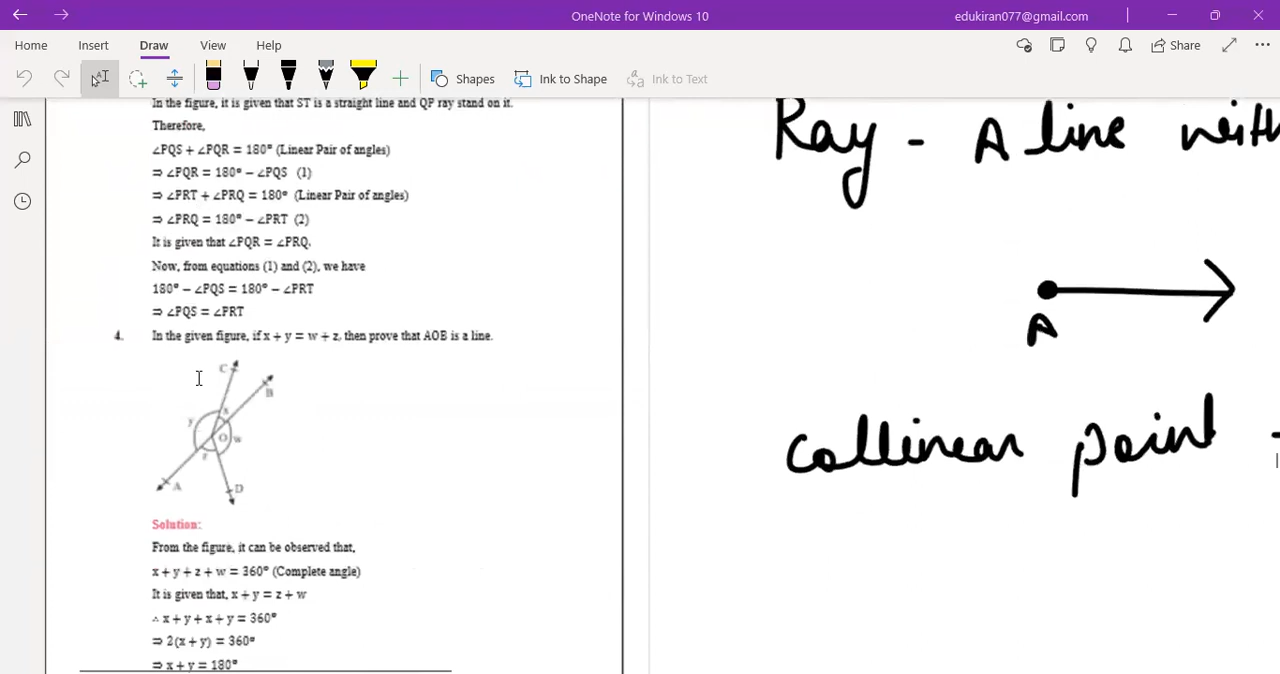 OneNote for Windows 10
edukiran077@gmail.com
Home Insert Draw View Help
Share
Shapes Ink to Shape Ink to Text
In the figure, it is given that ST is a straight line and QP ray stand on it.
Therefore,
∠PQS + ∠PQR = 180° (Linear Pair of angles)
⇒ ∠PQR = 180° − ∠PQS (1)
⇒ ∠PRT + ∠PRQ = 180° (Linear Pair of angles)
⇒ ∠PRQ = 180° − ∠PRT (2)
It is given that ∠PQR = ∠PRQ.
Now, from equations (1) and (2), we have
180° − ∠PQS = 180° − ∠PRT
⇒ ∠PQS = ∠PRT
4. In the given figure, if x + y = w + z, then prove that AOB is a line.
C
B
x
y
O w
z
A
D
Solution:
From the figure, it can be observed that,
x + y + z + w = 360° (Complete angle)
It is given that, x + y = z + w
∴ x + y + x + y = 360°
⇒ 2(x + y) = 360°
⇒ x + y = 180°
Ray - A line with
A
collinear point -